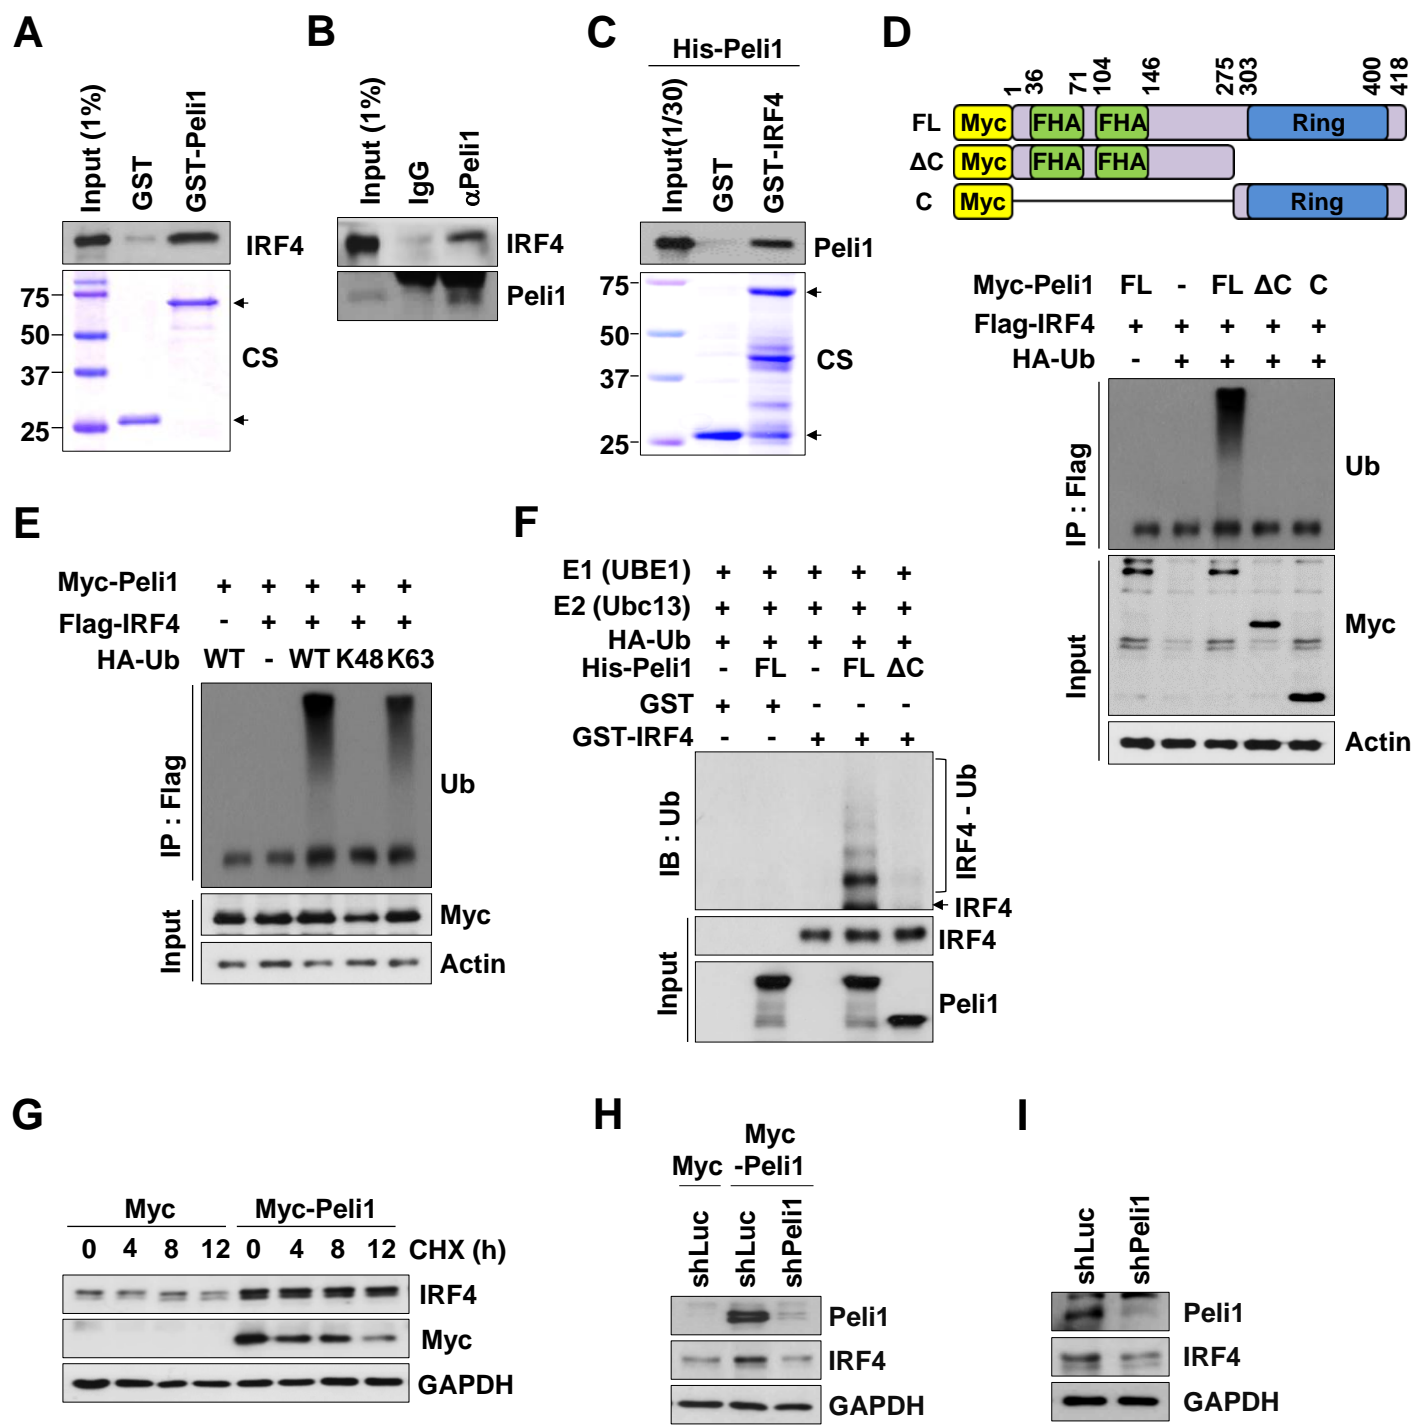 A
Input (1%)
GST
GST-Peli1
IRF4
75
50
37
25
CS
B
Input (1%)
IgG
αPeli1
IRF4
Peli1
C
His-Peli1
Input(1/30)
GST
GST-IRF4
Peli1
75
50
37
25
CS
D
1 36 71 104 146 275 303 400 418
FL Myc FHA FHA Ring
ΔC Myc FHA FHA
C Myc Ring
Myc-Peli1 FL - FL ΔC C
Flag-IRF4 + + + + +
HA-Ub - + + + +
IP : Flag
Ub
Input
Myc
Actin
E
Myc-Peli1 + + + + +
Flag-IRF4 - + + + +
HA-Ub WT - WT K48 K63
IP : Flag
Ub
Input
Myc
Actin
F
E1 (UBE1) + + + + +
E2 (Ubc13) + + + + +
HA-Ub + + + + +
His-Peli1 - FL - FL ΔC
GST + + - - -
GST-IRF4 - - + + +
IB : Ub
IRF4 - Ub
IRF4
Input
IRF4
Peli1
G
Myc Myc-Peli1
0 4 8 12 0 4 8 12 CHX (h)
IRF4
Myc
GAPDH
H
Myc
Myc
-Peli1
shLuc
shLuc
shPeli1
Peli1
IRF4
GAPDH
I
shLuc
shPeli1
Peli1
IRF4
GAPDH